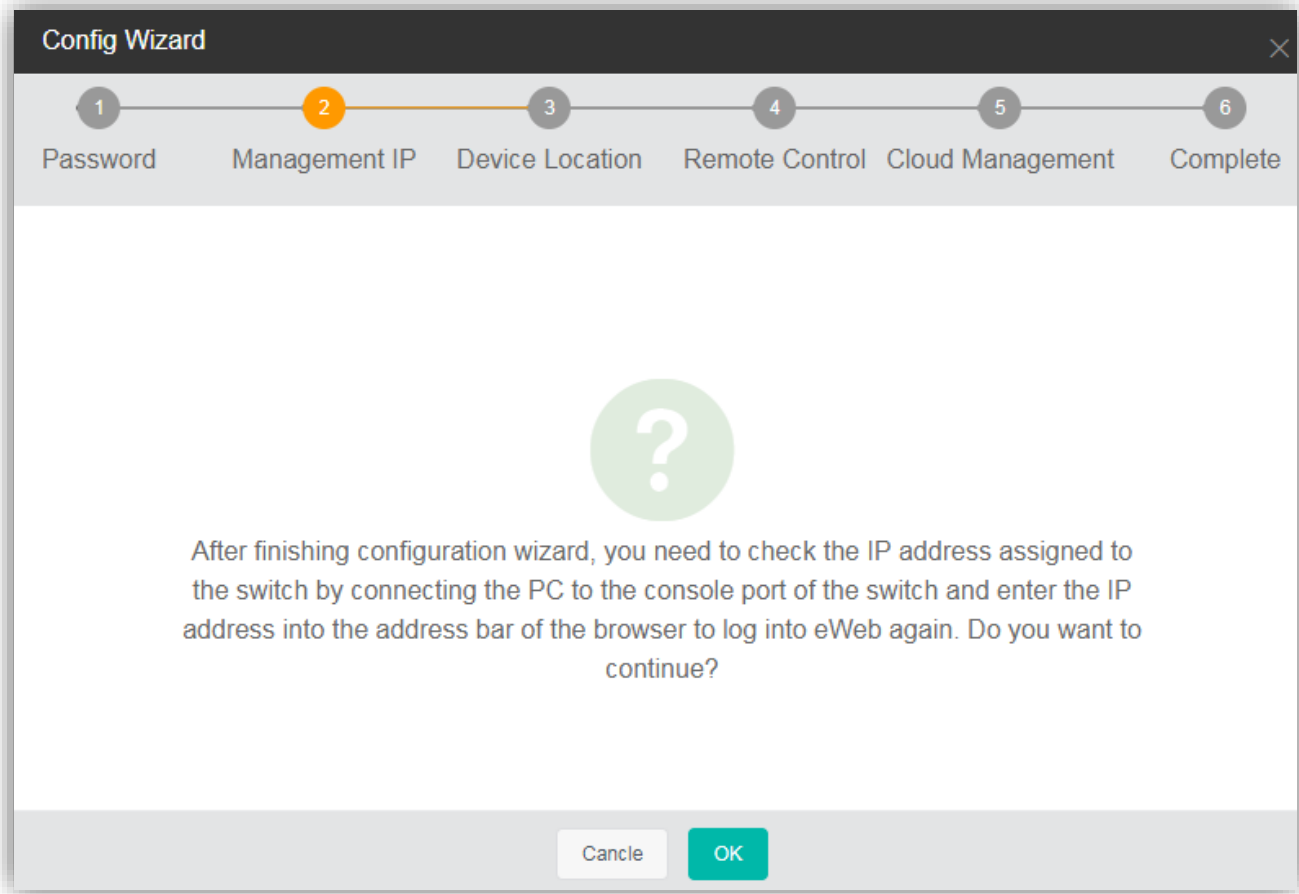 Config Wizard
1 2 3 4 5 6
Password Management IP Device Location Remote Control Cloud Management Complete
?
After finishing configuration wizard, you need to check the IP address assigned to
the switch by connecting the PC to the console port of the switch and enter the IP
address into the address bar of the browser to log into eWeb again. Do you want to
continue?
Cancle OK